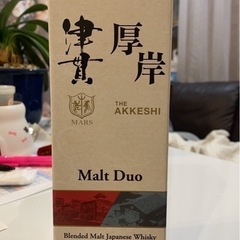 津貫
厚岸
MARS
THE
AKKESHI
Malt Duo
Blended Malt Japanese Whisky